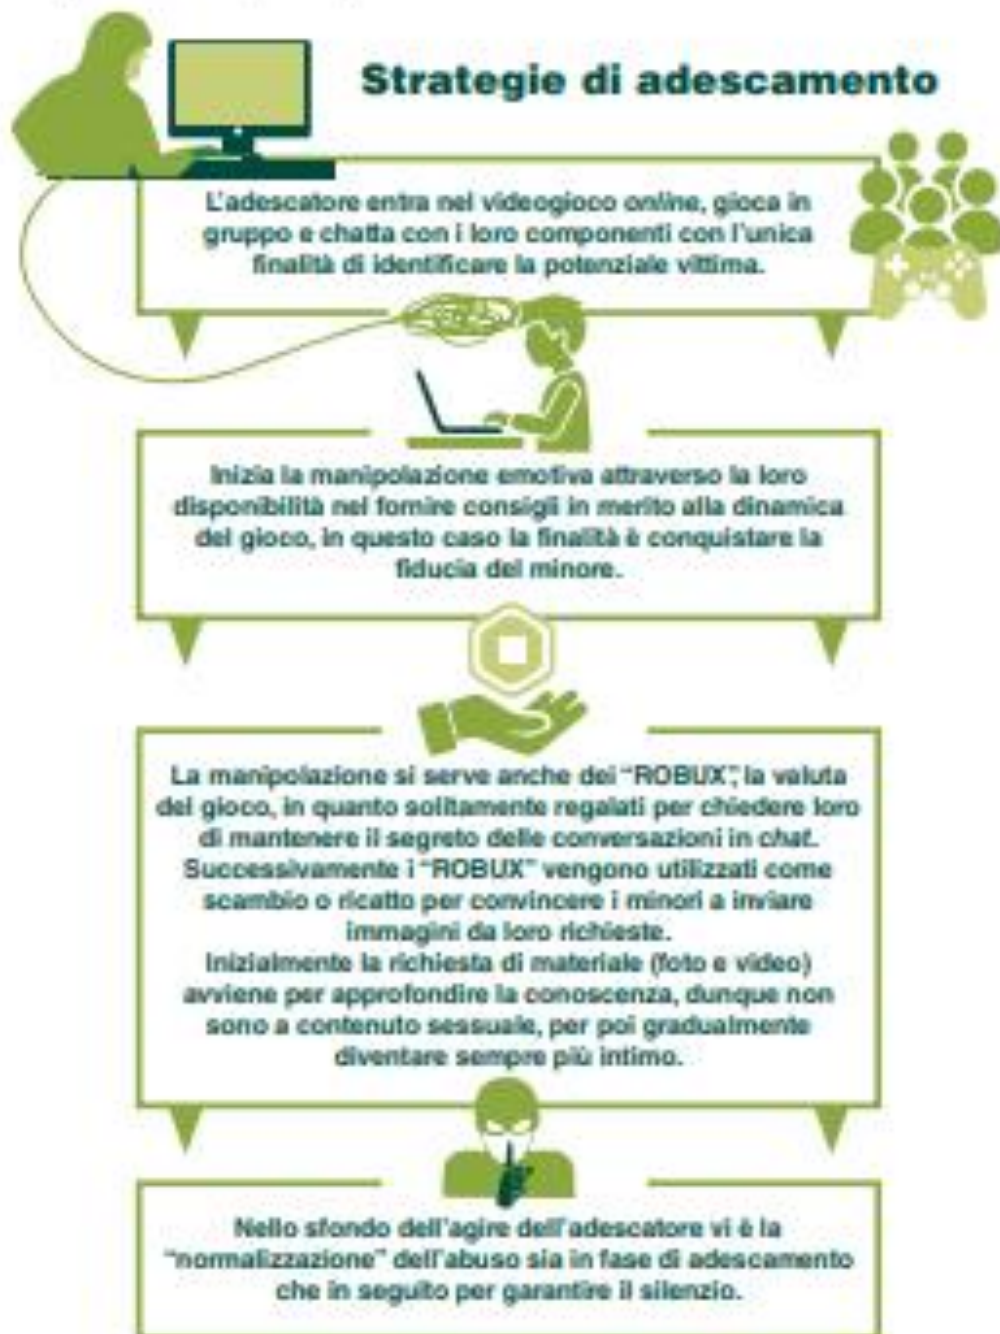 Strategie di adescamento
L'adescatore entra nel videogioco online, gioca in
gruppo e chatta con i loro componenti con l'unica
finalità di identificare la potenziale vittima.
Inizia la manipolazione emotiva attraverso la loro
disponibilità nel fornire consigli in merito alla dinamica
del gioco, in questo caso la finalità è conquistare la
fiducia del minore.
La manipolazione si serve anche dei “ROBUX”, la valuta
del gioco, in quanto solitamente regalati per chiedere loro
di mantenere il segreto delle conversazioni in chat.
Successivamente i “ROBUX” vengono utilizzati come
scambio o ricatto per convincere i minori a inviare
immagini da loro richieste.
Inizialmente la richiesta di materiale (foto e video)
avviene per approfondire la conoscenza, dunque non
sono a contenuto sessuale, per poi gradualmente
diventare sempre più intimo.
Nello sfondo dell'agire dell'adescatore vi è la
“normalizzazione” dell'abuso sia in fase di adescamento
che in seguito per garantire il silenzio.